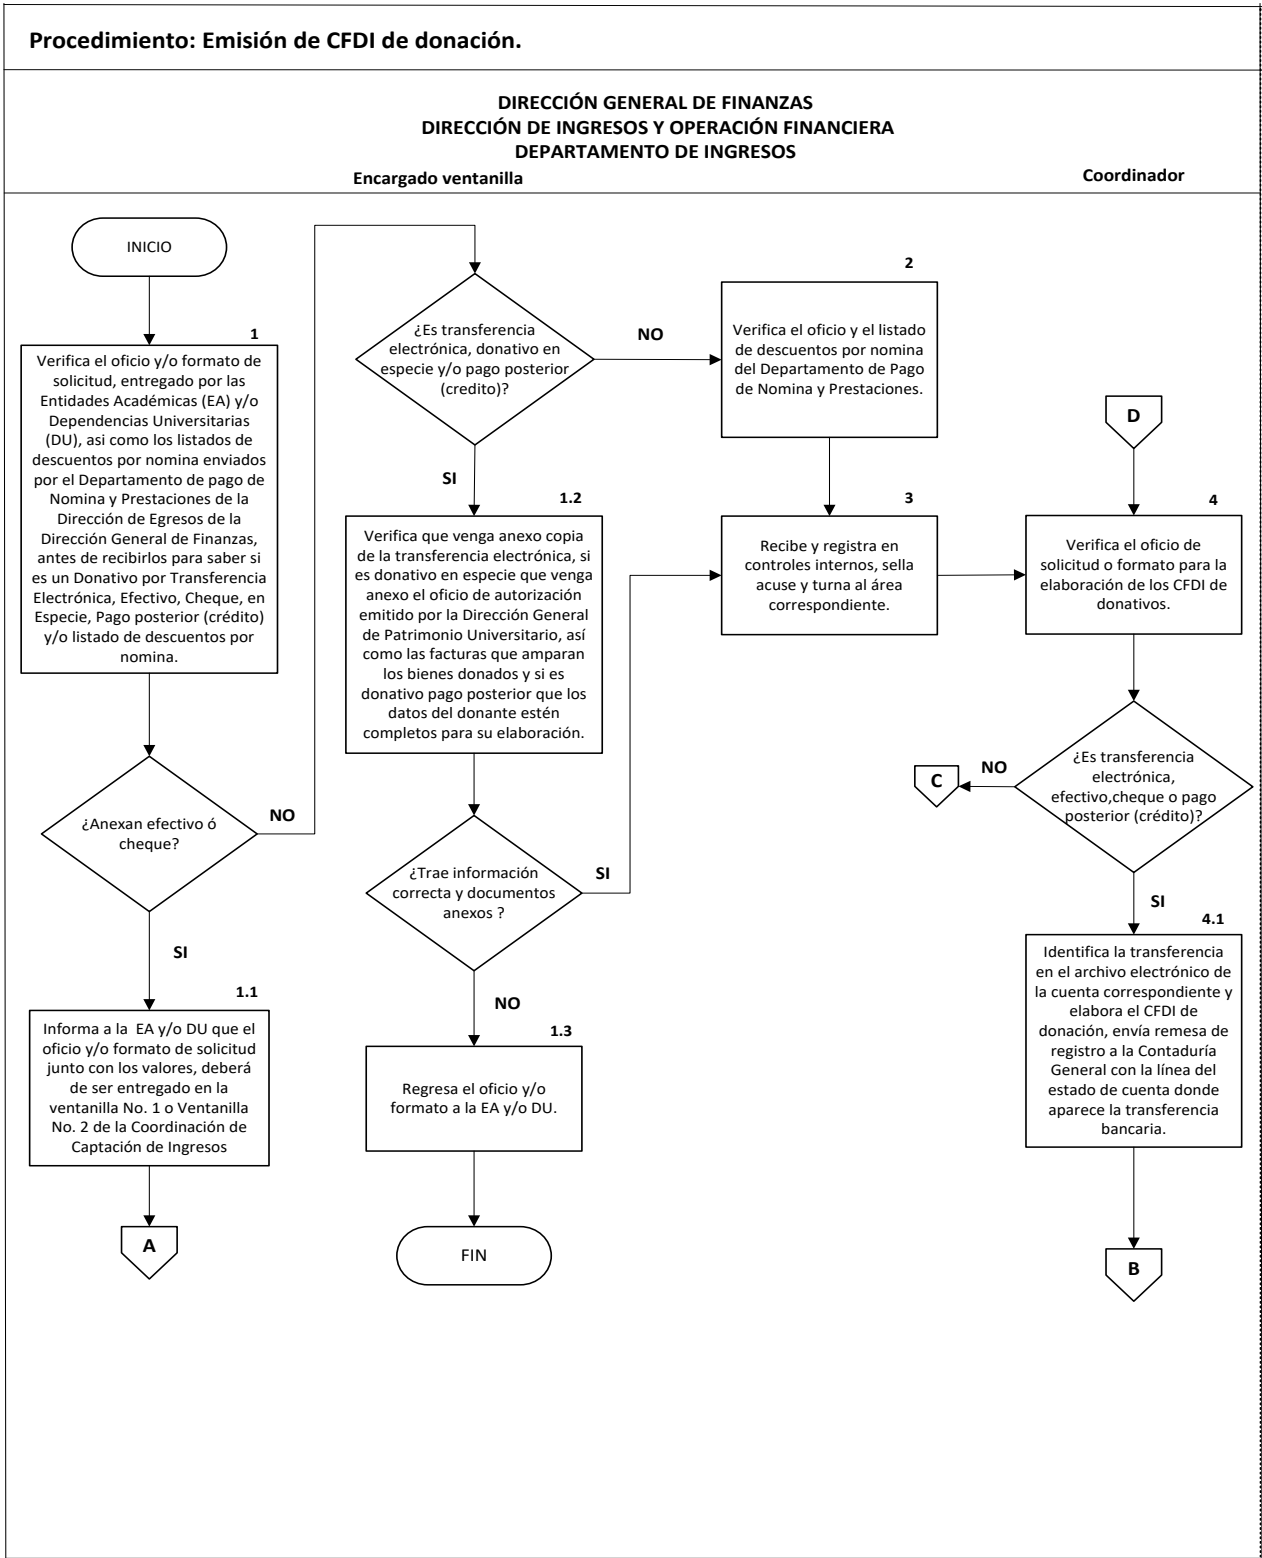 Procedimiento: Emisión de CFDI de donación.
DIRECCIÓN GENERAL DE FINANZAS
DIRECCIÓN DE INGRESOS Y OPERACIÓN FINANCIERA
DEPARTAMENTO DE INGRESOS
Encargado ventanilla
Coordinador
INICIO
1
Verifica el oficio y/o formato de
solicitud, entregado por las
Entidades Académicas (EA) y/o
Dependencias Universitarias
(DU), asi como los listados de
descuentos por nomina enviados
por el Departamento de pago de
Nomina y Prestaciones de la
Dirección de Egresos de la
Dirección General de Finanzas,
antes de recibirlos para saber si
es un Donativo por Transferencia
Electrónica, Efectivo, Cheque, en
Especie, Pago posterior (crédito)
y/o listado de descuentos por
nomina.
¿Anexan efectivo ó
cheque?
NO
SI
1.1
Informa a la EA y/o DU que el
oficio y/o formato de solicitud
junto con los valores, deberá
de ser entregado en la
ventanilla No. 1 o Ventanilla
No. 2 de la Coordinación de
Captación de Ingresos
A
¿Es transferencia
electrónica, donativo en
especie y/o pago posterior
(credito)?
NO
SI
1.2
Verifica que venga anexo copia
de la transferencia electrónica, si
es donativo en especie que venga
anexo el oficio de autorización
emitido por la Dirección General
de Patrimonio Universitario, así
como las facturas que amparan
los bienes donados y si es
donativo pago posterior que los
datos del donante estén
completos para su elaboración.
¿Trae información
correcta y documentos
anexos ?
SI
NO
1.3
Regresa el oficio y/o
formato a la EA y/o DU.
FIN
2
Verifica el oficio y el listado
de descuentos por nomina
del Departamento de Pago
de Nomina y Prestaciones.
3
Recibe y registra en
controles internos, sella
acuse y turna al área
correspondiente.
D
4
Verifica el oficio de
solicitud o formato para la
elaboración de los CFDI de
donativos.
¿Es transferencia
electrónica,
efectivo,cheque o pago
posterior (crédito)?
NO
C
SI
4.1
Identifica la transferencia
en el archivo electrónico de
la cuenta correspondiente y
elabora el CFDI de
donación, envía remesa de
registro a la Contaduría
General con la línea del
estado de cuenta donde
aparece la transferencia
bancaria.
B